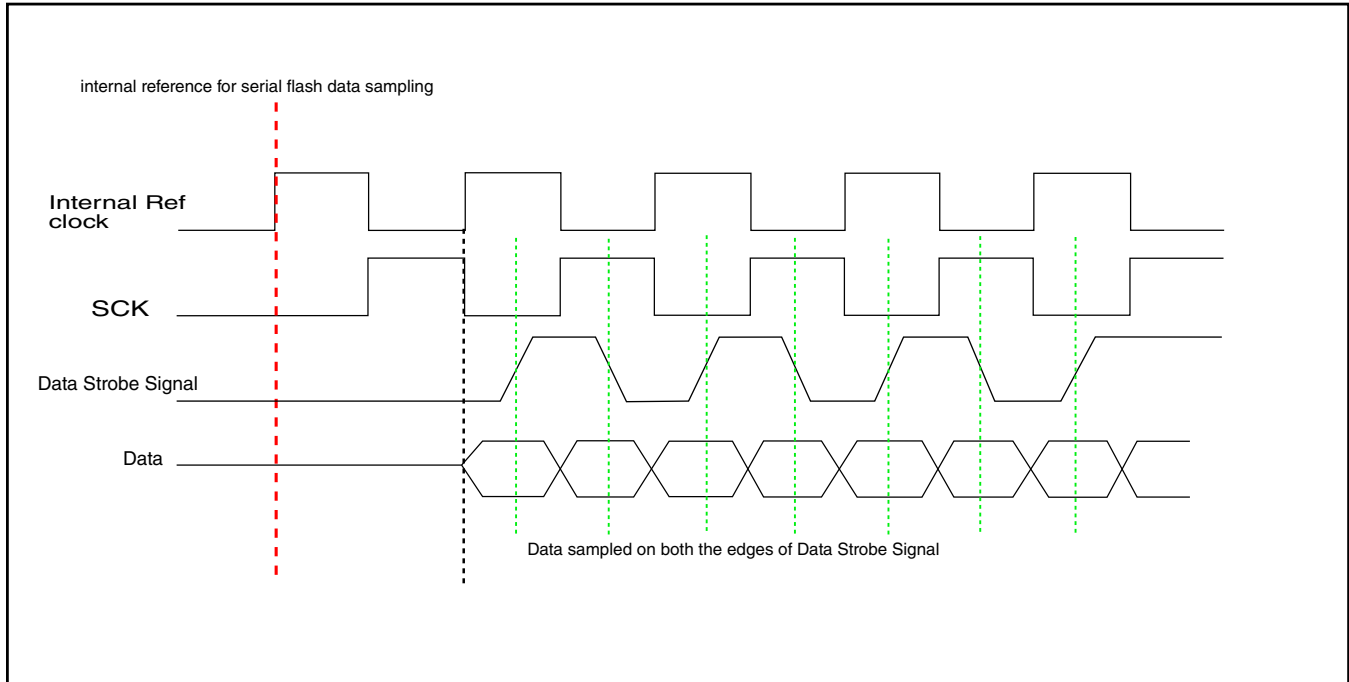 internal reference for serial flash data sampling
Internal Ref
clock
SCK
Data Strobe Signal
Data
Data sampled on both the edges of Data Strobe Signal